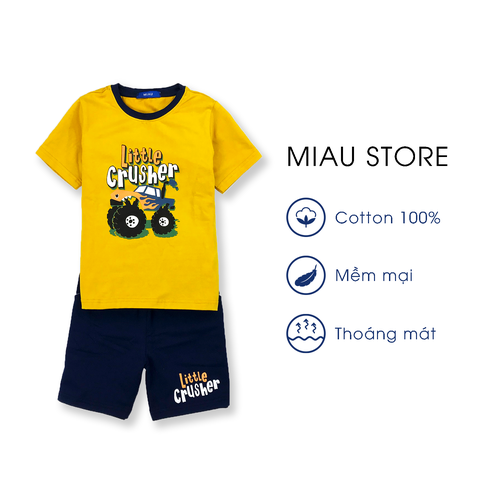 Little
Crusher
Little
Crusher
MIAU STORE
Cotton 100%
Mềm mại
Thoáng mát